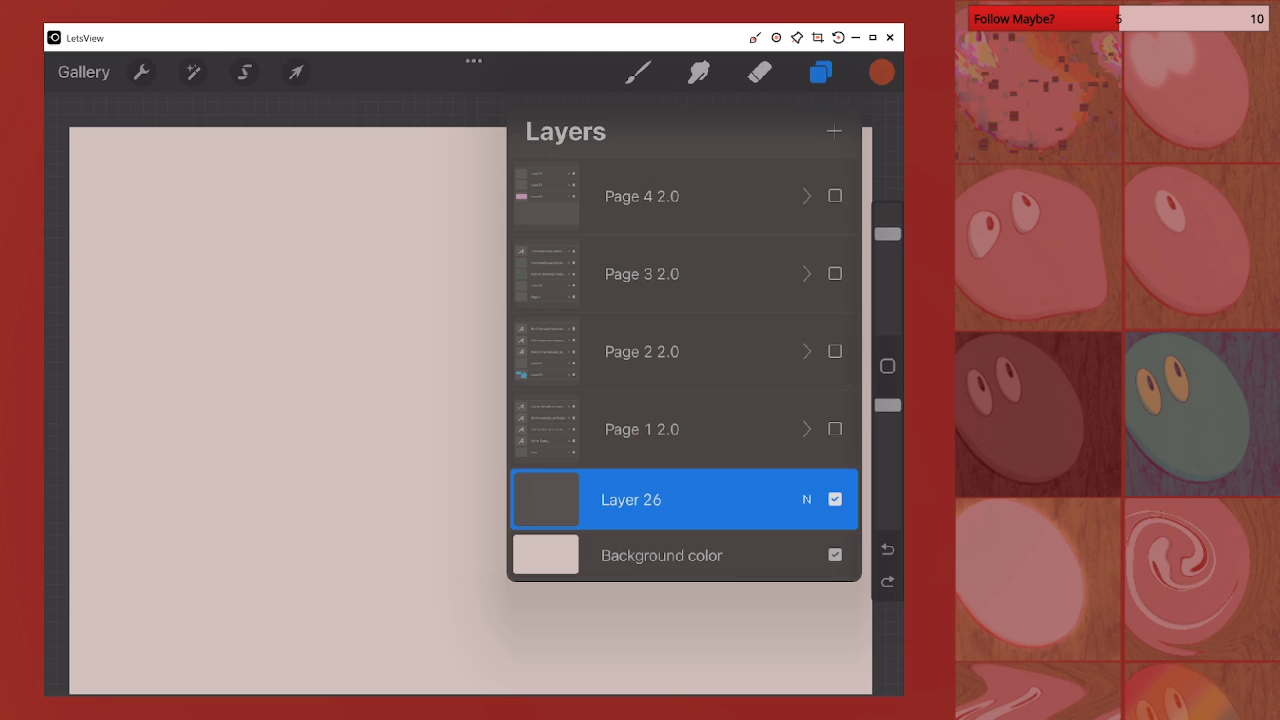 LetsView
Follow Maybe? 5 10
Gallery
Layers
Page 4 2.0
Page 3 2.0
Page 2 2.0
Page 1 2.0
Layer 26 N
Background color